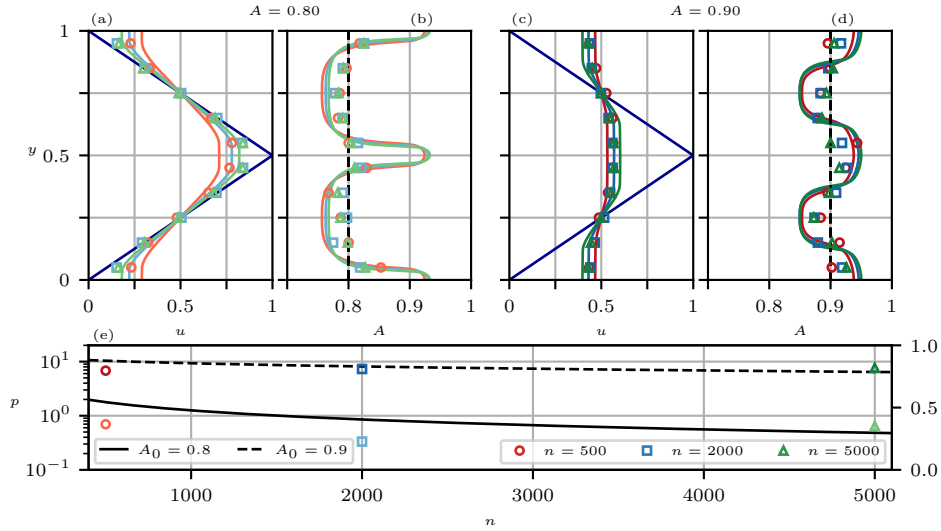 A = 0.80
A = 0.90
(a)
(b)
(c)
(d)
1
y
0.5
0
0
0.5
1
0.8
0.9
1
0
0.5
1
0.7
0.8
0.9
1
u
A
u
A
(e)
10¹
10⁰
10⁻¹
p
1.0
0.5
0.0
A₀ = 0.8
A₀ = 0.9
n = 500
n = 2000
n = 5000
1000
2000
3000
4000
5000
n